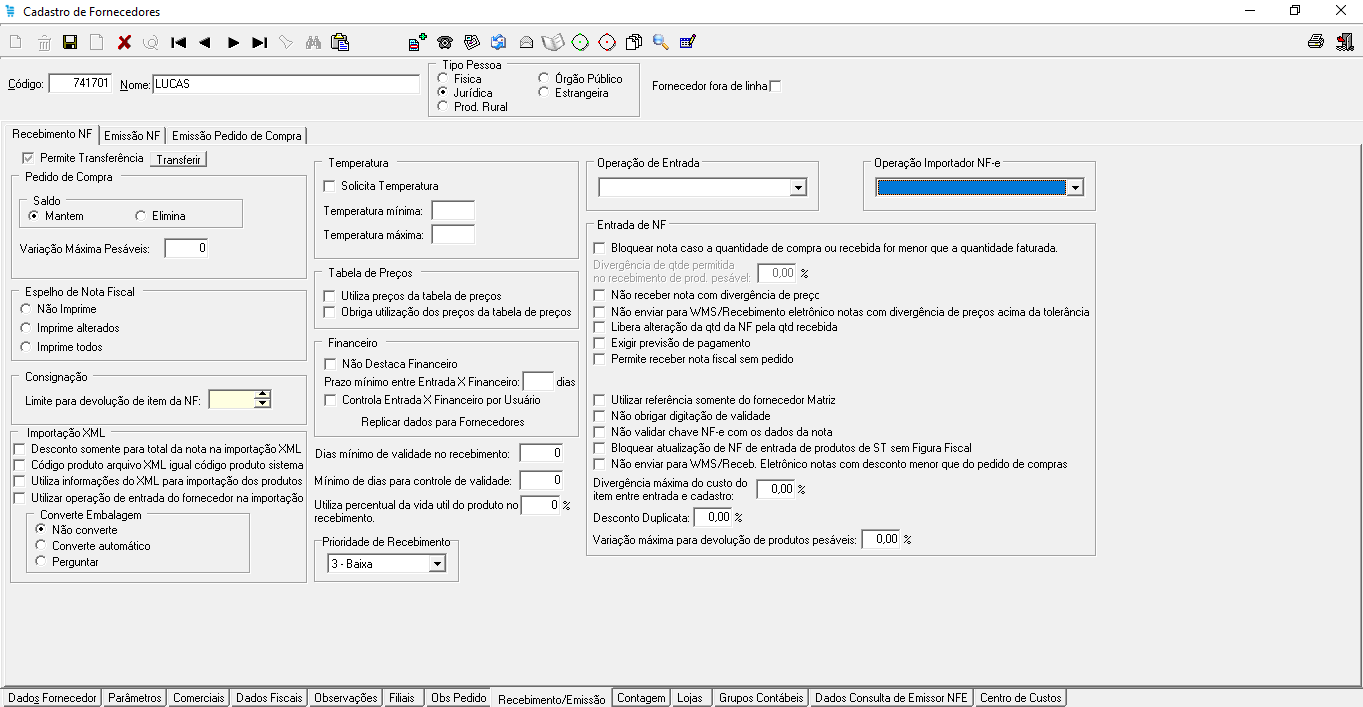 Cadastro de Fornecedores
Código: 741701 Nome: LUCAS
Tipo Pessoa
Fisica
Jurídica
Prod. Rural
Órgão Público
Estrangeira
Fornecedor fora de linha
Recebimento NF Emissão NF Emissão Pedido de Compra
Permite Transferência Transferir
Pedido de Compra
Saldo
Mantem Elimina
Variação Máxima Pesáveis: 0
Espelho de Nota Fiscal
Não Imprime
Imprime alterados
Imprime todos
Consignação
Limite para devolução de item da NF:
Importação XML
Desconto somente para total da nota na importação XML
Código produto arquivo XML igual código produto sistema
Utiliza informações do XML para importação dos produtos
Utilizar operação de entrada do fornecedor na importação
Converte Embalagem
Não converte
Converte automático
Perguntar
Temperatura
Solicita Temperatura
Temperatura mínima:
Temperatura máxima:
Tabela de Preços
Utiliza preços da tabela de preços
Obriga utilização dos preços da tabela de preços
Financeiro
Não Destaca Financeiro
Prazo mínimo entre Entrada X Financeiro: dias
Controla Entrada X Financeiro por Usuário
Replicar dados para Fornecedores
Dias mínimo de validade no recebimento: 0
Mínimo de dias para controle de validade: 0
Utiliza percentual da vida util do produto no 0 %
recebimento.
Prioridade de Recebimento
3 - Baixa
Operação de Entrada
Operação Importador NF-e
Entrada de NF
Bloquear nota caso a quantidade de compra ou recebida for menor que a quantidade faturada.
Divergência de qtde permitida
no recebimento de prod. pesável: 0,00 %
Não receber nota com divergência de preço
Não enviar para WMS/Recebimento eletrônico notas com divergência de preços acima da tolerância
Libera alteração da qtd da NF pela qtd recebida
Exigir previsão de pagamento
Permite receber nota fiscal sem pedido
Utilizar referência somente do fornecedor Matriz
Não obrigar digitação de validade
Não validar chave NF-e com os dados da nota
Bloquear atualização de NF de entrada de produtos de ST sem Figura Fiscal
Não enviar para WMS/Receb. Eletrônico notas com desconto menor que do pedido de compras
Divergência máxima do custo do
item entre entrada e cadastro: 0,00 %
Desconto Duplicata: 0,00 %
Variação máxima para devolução de produtos pesáveis: 0,00 %
Dados Fornecedor Parâmetros Comerciais Dados Fiscais Observações Filiais Obs Pedido Recebimento/Emissão Contagem Lojas Grupos Contábeis Dados Consulta de Emissor NFE Centro de Custos